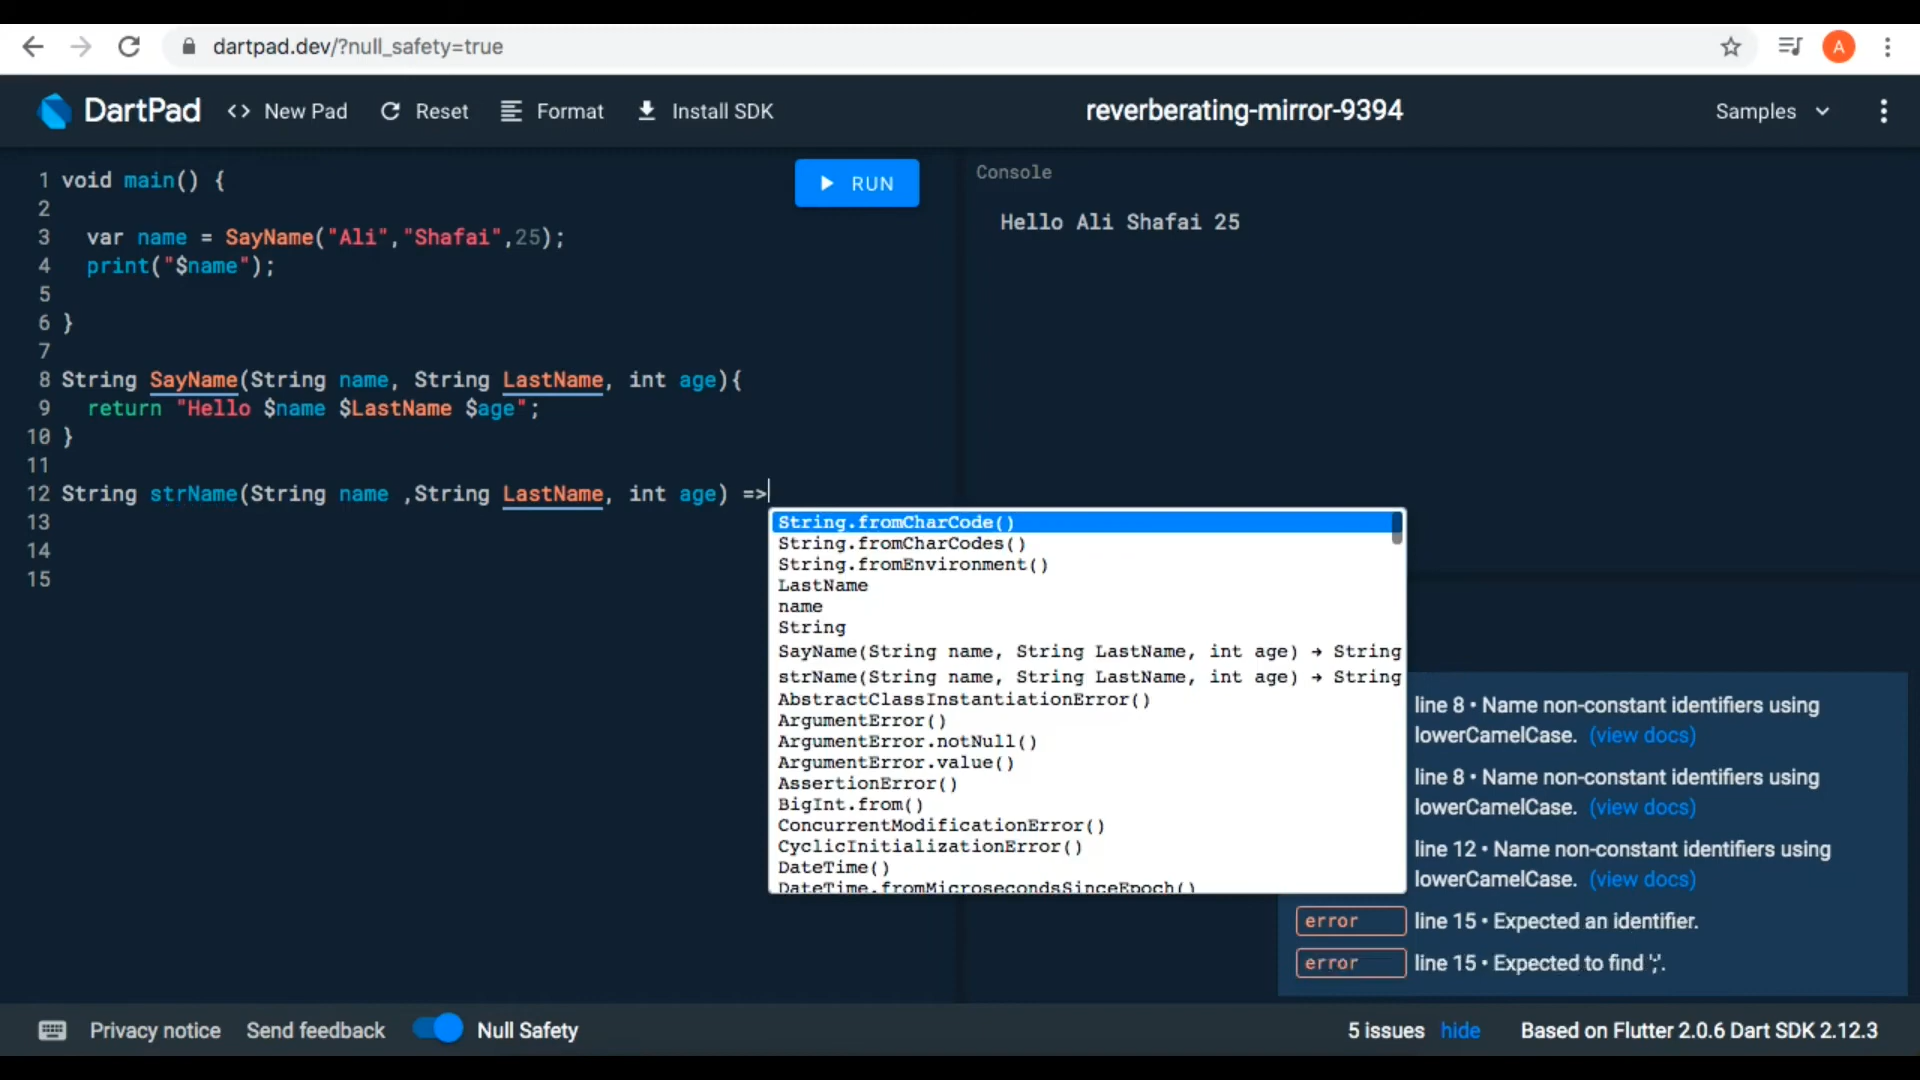 dartpad.dev/?null_safety=true
A
DartPad
<> New Pad
Reset
Format
Install SDK
reverberating-mirror-9394
Samples
1 void main() {
2
3   var name = SayName("Ali","Shafai",25);
4   print("$name");
5
6 }
7
8 String SayName(String name, String LastName, int age){
9   return "Hello $name $LastName $age";
10 }
11
12 String strName(String name ,String LastName, int age) =>
13
14
15
RUN
Console
Hello Ali Shafai 25
String.fromCharCode()
String.fromCharCodes()
String.fromEnvironment()
LastName
name
String
SayName(String name, String LastName, int age) → String
strName(String name, String LastName, int age) → String
AbstractClassInstantiationError()
ArgumentError()
ArgumentError.notNull()
ArgumentError.value()
AssertionError()
BigInt.from()
ConcurrentModificationError()
CyclicInitializationError()
DateTime()
DateTime.fromMicrosecondsSinceEpoch()
line 8 • Name non-constant identifiers using
lowerCamelCase. (view docs)
line 8 • Name non-constant identifiers using
lowerCamelCase. (view docs)
line 12 • Name non-constant identifiers using
lowerCamelCase. (view docs)
error line 15 • Expected an identifier.
error line 15 • Expected to find ';'.
Privacy notice
Send feedback
Null Safety
5 issues hide
Based on Flutter 2.0.6 Dart SDK 2.12.3